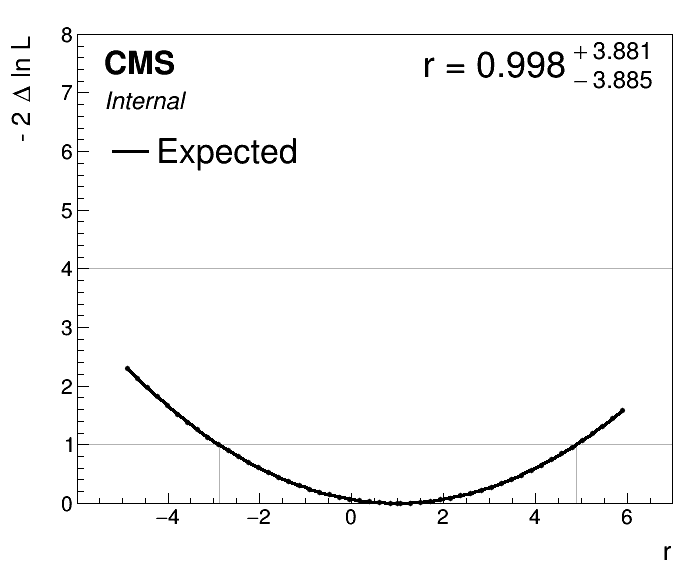 - 2 Δ ln L
8
7
6
5
4
3
2
1
0
CMS
Internal
r = 0.998 +3.881 −3.885
Expected
−4 −2 0 2 4 6
r